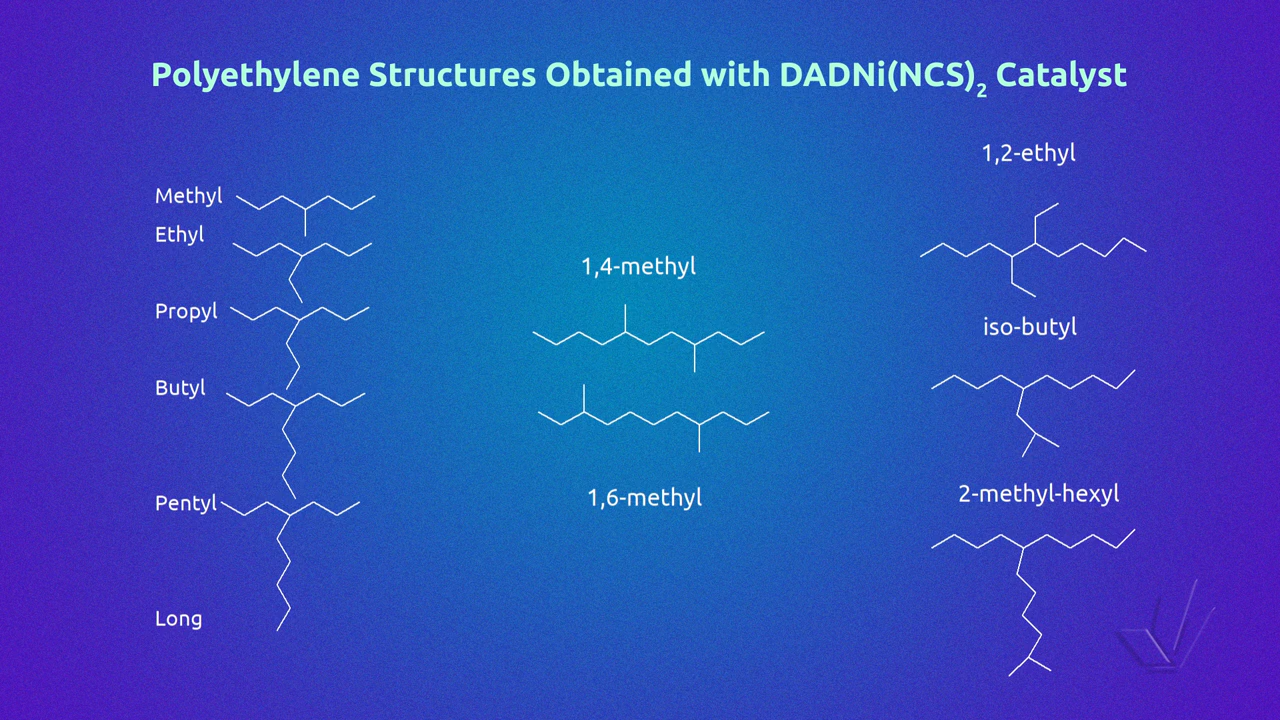 Polyethylene Structures Obtained with DADNi(NCS)₂ Catalyst
Methyl
Ethyl
Propyl
Butyl
Pentyl
Long
1,4-methyl
1,6-methyl
1,2-ethyl
iso-butyl
2-methyl-hexyl